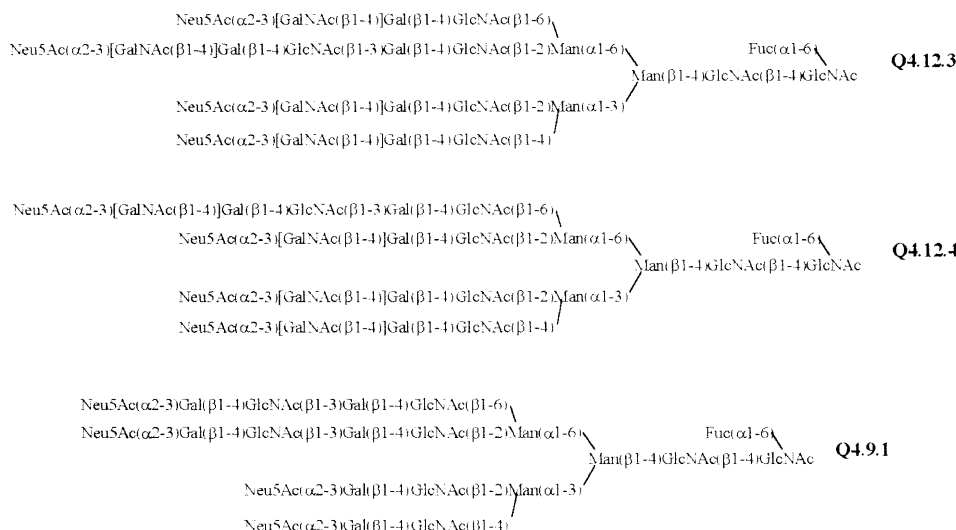 Neu5Ac(α2-3)[GalNAc(β1-4)]Gal(β1-4)GlcNAc(β1-6)
Neu5Ac(α2-3)[GalNAc(β1-4)]Gal(β1-4)GlcNAc(β1-3)Gal(β1-4)GlcNAc(β1-2)Man(α1-6) Fuc(α1-6)
Man(β1-4)GlcNAc(β1-4)GlcNAc Q4.12.3
Neu5Ac(α2-3)[GalNAc(β1-4)]Gal(β1-4)GlcNAc(β1-2)Man(α1-3)
Neu5Ac(α2-3)[GalNAc(β1-4)]Gal(β1-4)GlcNAc(β1-4)
Neu5Ac(α2-3)[GalNAc(β1-4)]Gal(β1-4)GlcNAc(β1-3)Gal(β1-4)GlcNAc(β1-6)
Neu5Ac(α2-3)[GalNAc(β1-4)]Gal(β1-4)GlcNAc(β1-2)Man(α1-6) Fuc(α1-6)
Man(β1-4)GlcNAc(β1-4)GlcNAc Q4.12.4
Neu5Ac(α2-3)[GalNAc(β1-4)]Gal(β1-4)GlcNAc(β1-2)Man(α1-3)
Neu5Ac(α2-3)[GalNAc(β1-4)]Gal(β1-4)GlcNAc(β1-4)
Neu5Ac(α2-3)Gal(β1-4)GlcNAc(β1-3)Gal(β1-4)GlcNAc(β1-6)
Neu5Ac(α2-3)Gal(β1-4)GlcNAc(β1-3)Gal(β1-4)GlcNAc(β1-2)Man(α1-6) Fuc(α1-6)
Man(β1-4)GlcNAc(β1-4)GlcNAc Q4.9.1
Neu5Ac(α2-3)Gal(β1-4)GlcNAc(β1-2)Man(α1-3)
Neu5Ac(α2-3)Gal(β1-4)GlcNAc(β1-4)